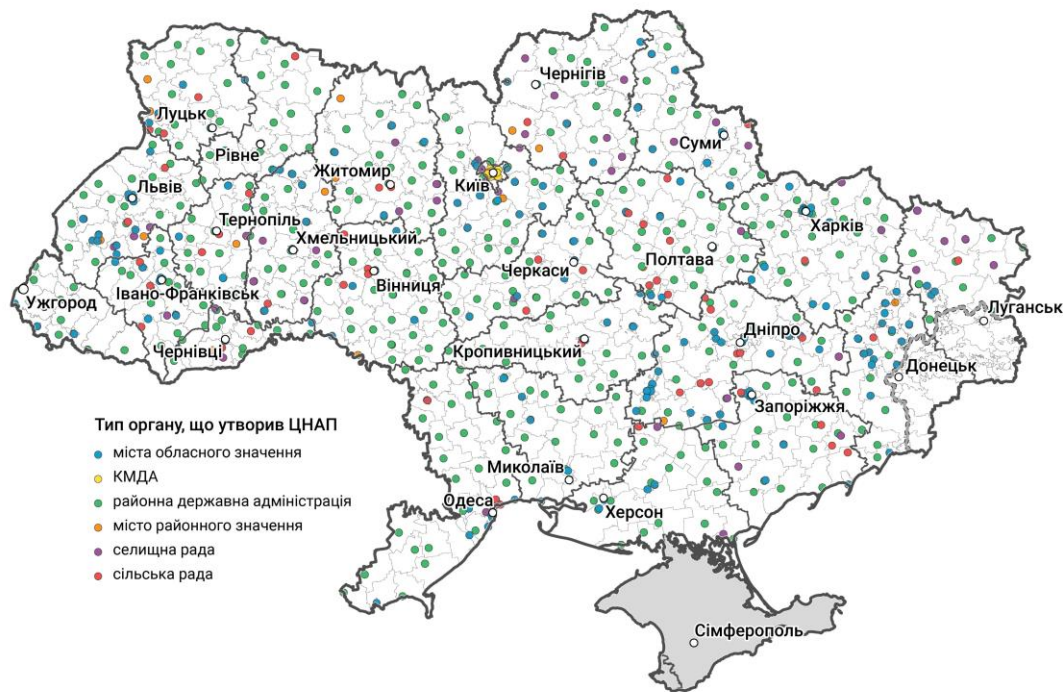 Чернігів
Луцьк
Суми
Рівне
Житомир
Київ
Львів
Тернопіль
Харків
Хмельницький
Черкаси
Полтава
Вінниця
Ужгород
Івано-Франківськ
Луганськ
Дніпро
Чернівці
Кропивницький
Донецьк
Запоріжжя
Тип органу, що утворив ЦНАП
міста обласного значення
КМДА
районна державна адміністрація
місто районного значення
селищна рада
сільська рада
Миколаїв
Одеса
Херсон
Сімферополь